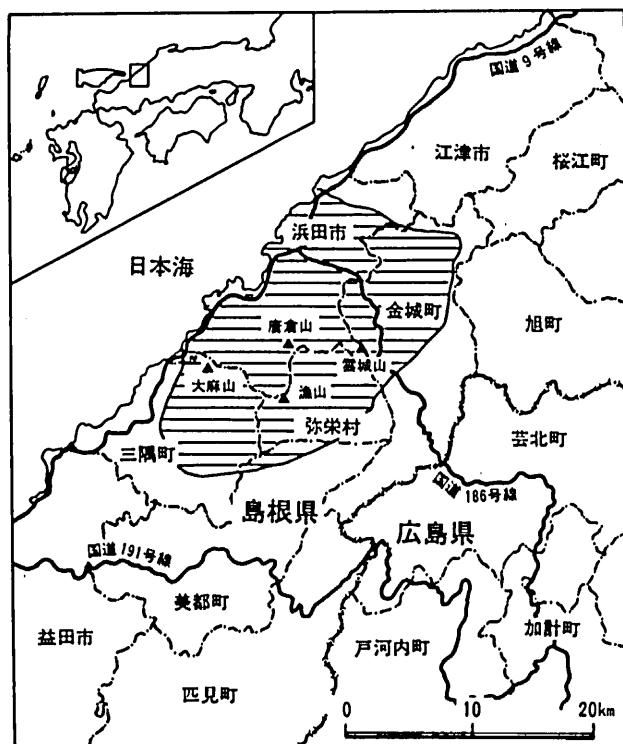 国道9号線
江津市
桜江町
浜田市
日本海
金城町
旭町
廣倉山
雲城山
大麻山
漁山
弥栄村
三隅町
芸北町
国道186号線
島根県
広島県
国道191号線
美都町
益田市
戸河内町
加計町
匹見町
0 10 20km